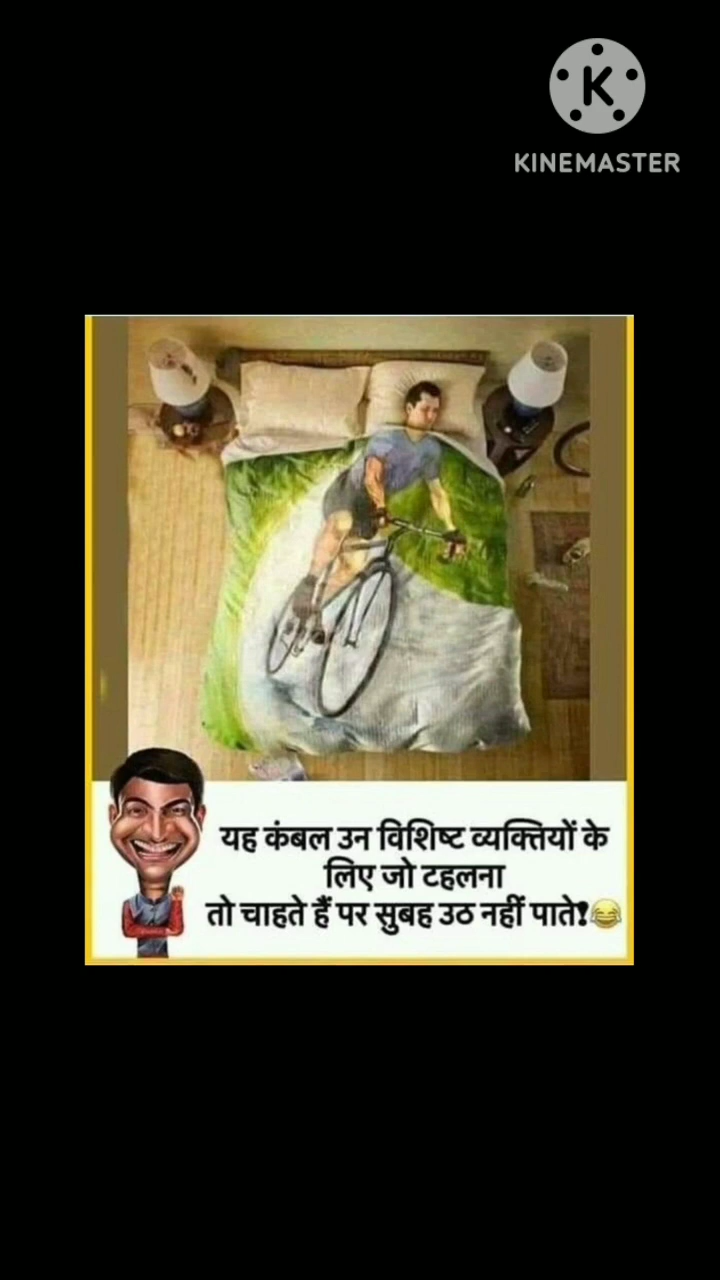 KINEMASTER
यह कंबल उन विशिष्ट व्यक्तियों के
लिए जो टहलना
तो चाहते हैं पर सुबह उठ नहीं पाते!😂